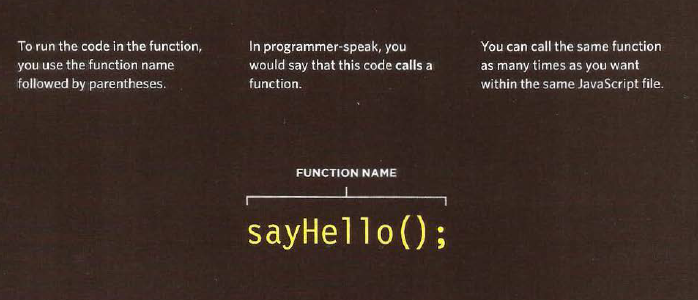 To run the code in the function,
you use the function name
followed by parentheses.
In programmer-speak, you
would say that this code calls a
function.
You can call the same function
as many times as you want
within the same JavaScript file.
FUNCTION NAME
sayHello();